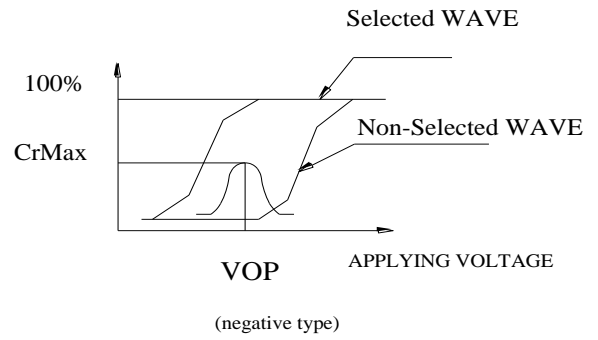 Selected WAVE
100%
Non-Selected WAVE
CrMax
VOP
APPLYING VOLTAGE
(negative type)